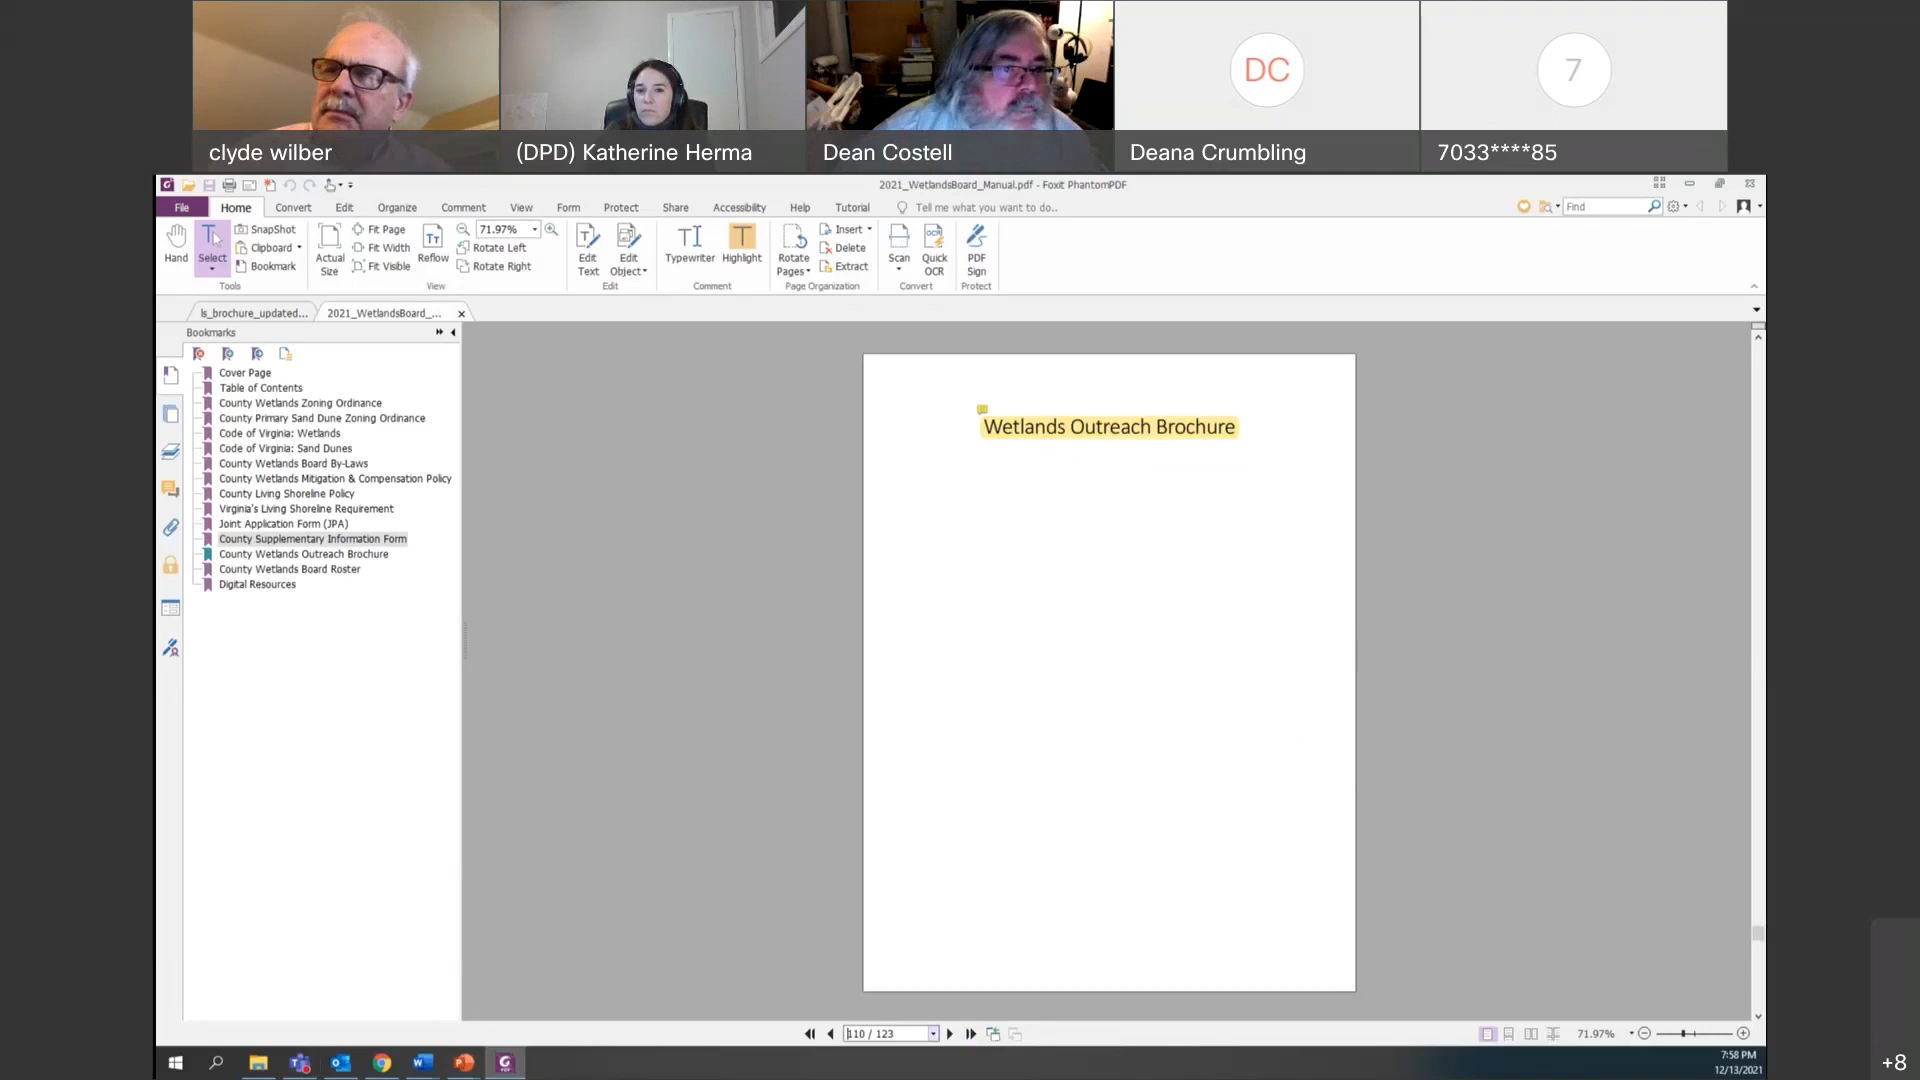 DC
7
clyde wilber
(DPD) Katherine Herma
Dean Costell
Deana Crumbling
7033****85
2021_WetlandsBoard_Manual.pdf - Foxit PhantomPDF
File Home Convert Edit Organize Comment View Form Protect Share Accessibility Help Tutorial Tell me what you want to do.. Find
Hand
Select
SnapShot
Clipboard
Bookmark
Tools
Actual
Size
Fit Page
Fit Width
Fit Visible
Reflow
71.97%
Rotate Left
Rotate Right
View
Edit
Text
Edit
Object
Edit
Typewriter
Highlight
Comment
Rotate
Pages
Insert
Delete
Extract
Page Organization
Scan
Quick
OCR
Convert
PDF
Sign
Protect
ls_brochure_updated... 2021_WetlandsBoard_...
Bookmarks
Cover Page
Table of Contents
County Wetlands Zoning Ordinance
County Primary Sand Dune Zoning Ordinance
Code of Virginia: Wetlands
Code of Virginia: Sand Dunes
County Wetlands Board By-Laws
County Wetlands Mitigation & Compensation Policy
County Living Shoreline Policy
Virginia's Living Shoreline Requirement
Joint Application Form (JPA)
County Supplementary Information Form
County Wetlands Outreach Brochure
County Wetlands Board Roster
Digital Resources
Wetlands Outreach Brochure
110 / 123
71.97%
7:58 PM
12/13/2021
+8